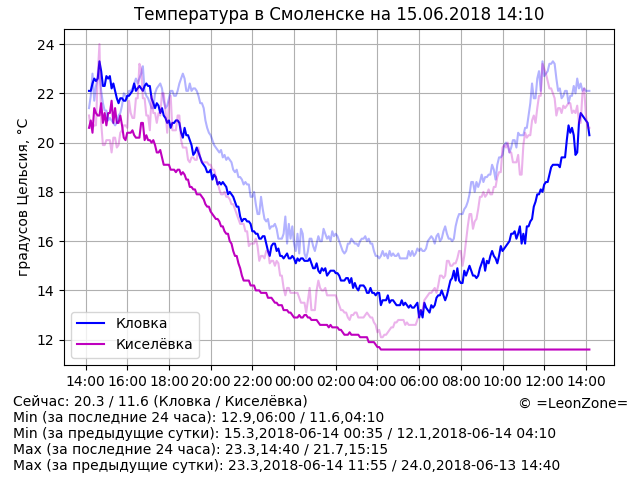 Температура в Смоленске на 15.06.2018 14:10
градусов Цельсия, °C
24
22
20
18
16
14
12
Кловка
Киселёвка
14:00 16:00 18:00 20:00 22:00 00:00 02:00 04:00 06:00 08:00 10:00 12:00 14:00
Сейчас: 20.3 / 11.6 (Кловка / Киселёвка)
© =LeonZone=
Min (за последние 24 часа): 12.9,06:00 / 11.6,04:10
Min (за предыдущие сутки): 15.3,2018-06-14 00:35 / 12.1,2018-06-14 04:10
Max (за последние 24 часа): 23.3,14:40 / 21.7,15:15
Max (за предыдущие сутки): 23.3,2018-06-14 11:55 / 24.0,2018-06-13 14:40